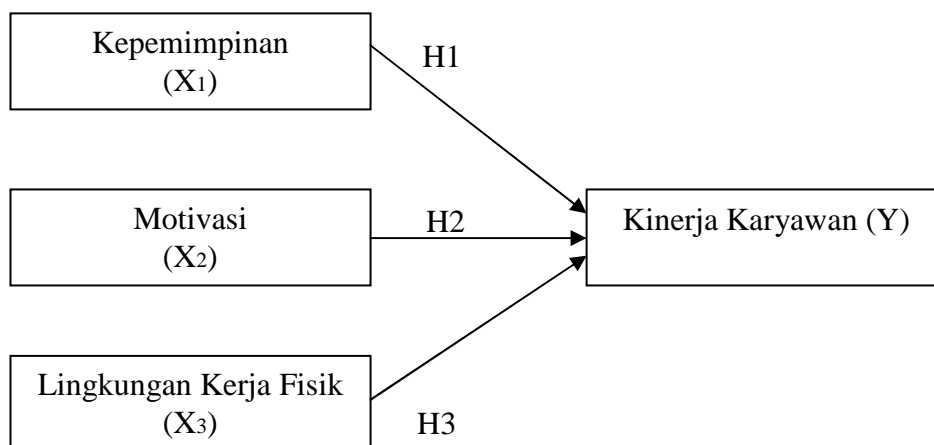 Kepemimpinan
(X1)
H1
Motivasi
(X2)
H2
Kinerja Karyawan (Y)
Lingkungan Kerja Fisik
(X3)
H3